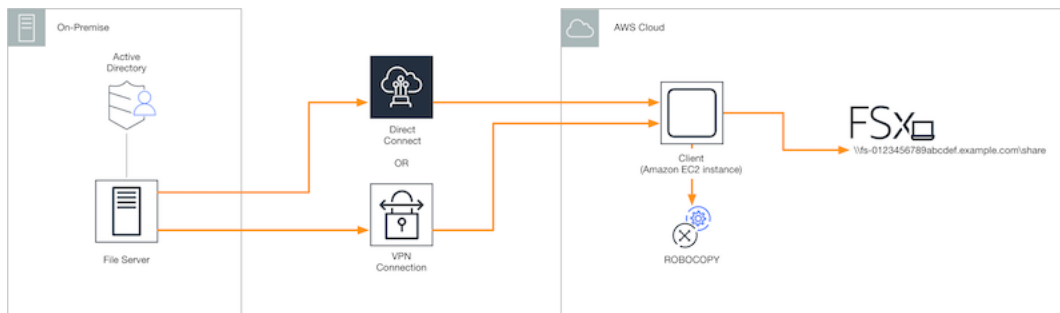 On-Premise
Active
Directory
File Server
Direct
Connect
OR
VPN
Connection
AWS Cloud
Client
(Amazon EC2 instance)
ROBOCOPY
FSx
\\fs-0123456789abcdef.example.com\share